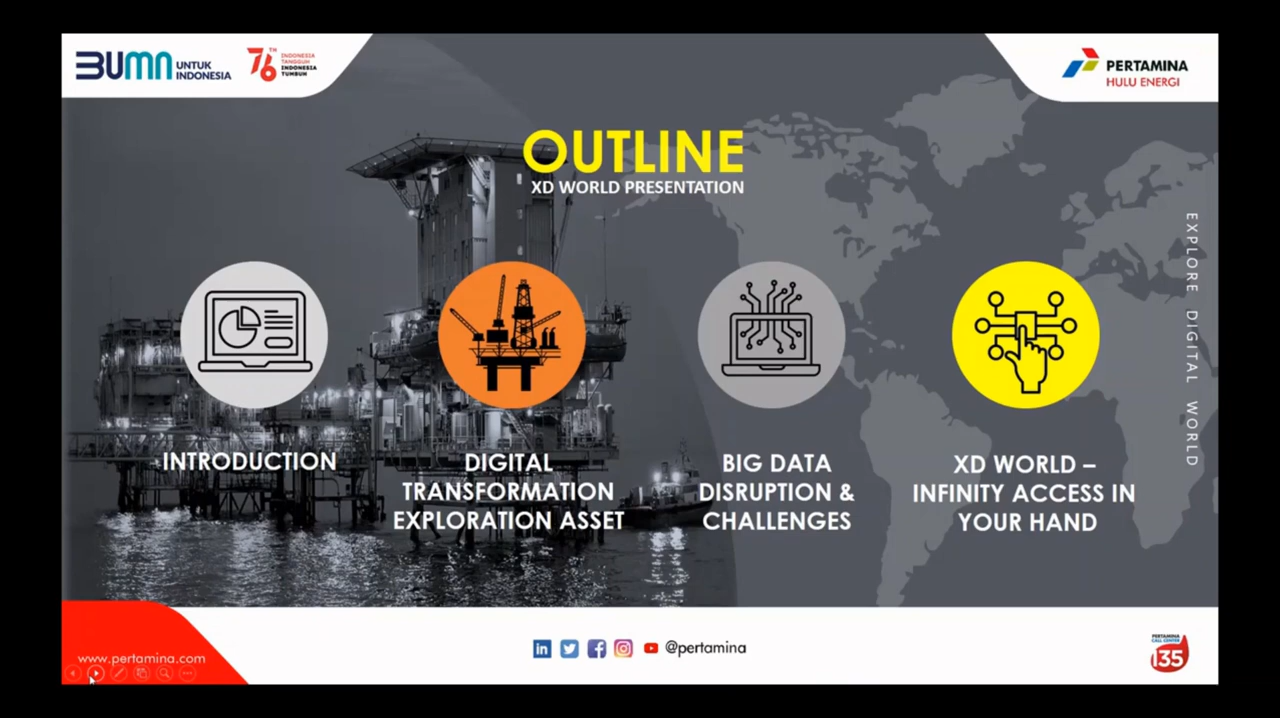 BUMN UNTUK
INDONESIA
76TH
INDONESIA
TANGGUH
INDONESIA
TUMBUH
PERTAMINA
HULU ENERGI
OUTLINE
XD WORLD PRESENTATION
EXPLORE DIGITAL WORLD
INTRODUCTION
DIGITAL
TRANSFORMATION
EXPLORATION ASSET
BIG DATA
DISRUPTION &
CHALLENGES
XD WORLD –
INFINITY ACCESS IN
YOUR HAND
www.pertamina.com
in
@pertamina
PERTAMINA
CALL CENTER
135